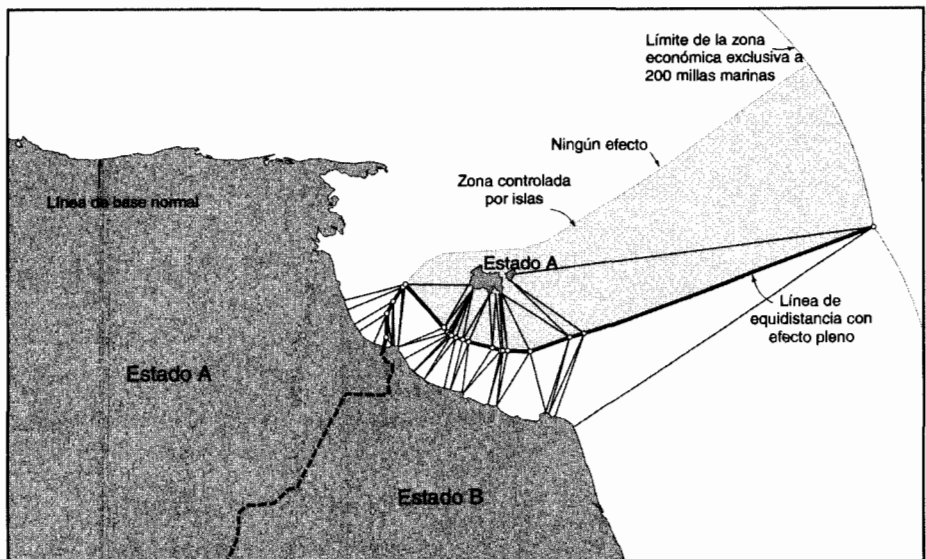 Límite de la zona
económica exclusiva a
200 millas marinas
Ningún efecto
Zona controlada
por islas
Línea de base normal
Estado A
Línea de
equidistancia con
efecto pleno
Estado A
Estado B